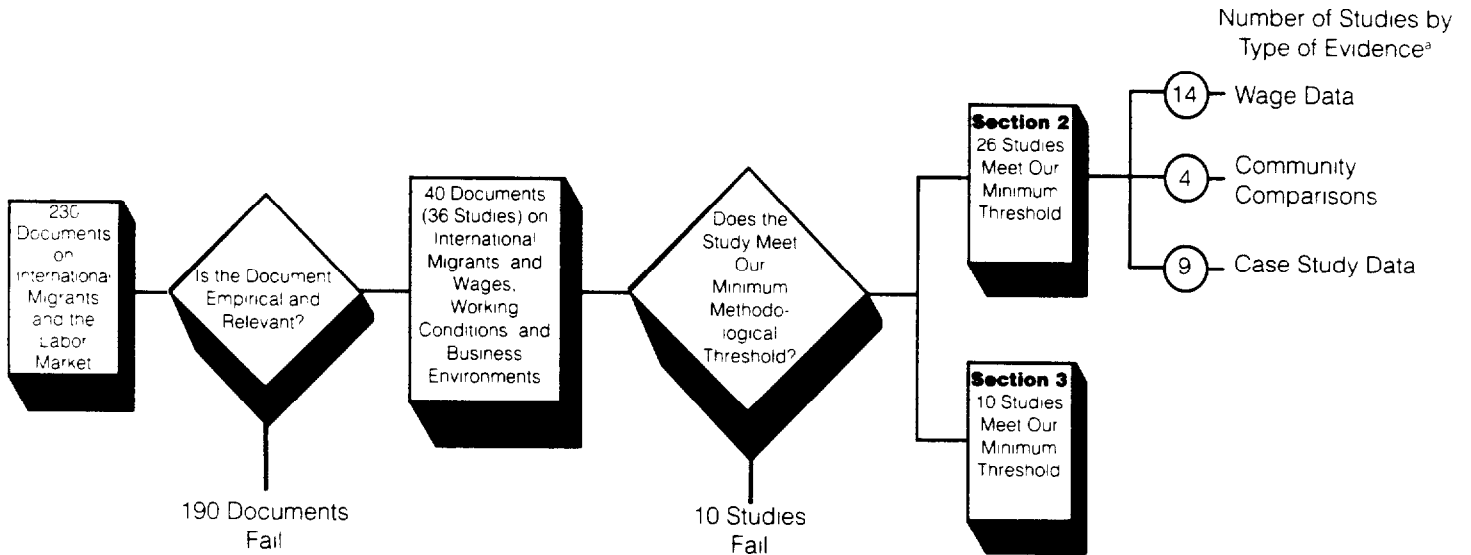 230
Documents
on
International
Migrants
and the
Labor
Market
Is the Document
Empirical and
Relevant?
190 Documents
Fail
40 Documents
(36 Studies) on
International
Migrants and
Wages,
Working
Conditions and
Business
Environments
Does the
Study Meet
Our
Minimum
Methodo-
logical
Threshold?
10 Studies
Fail
Section 2
26 Studies
Meet Our
Minimum
Threshold
Section 3
10 Studies
Meet Our
Minimum
Threshold
Number of Studies by
Type of Evidenceª
14 Wage Data
4 Community
Comparisons
9 Case Study Data